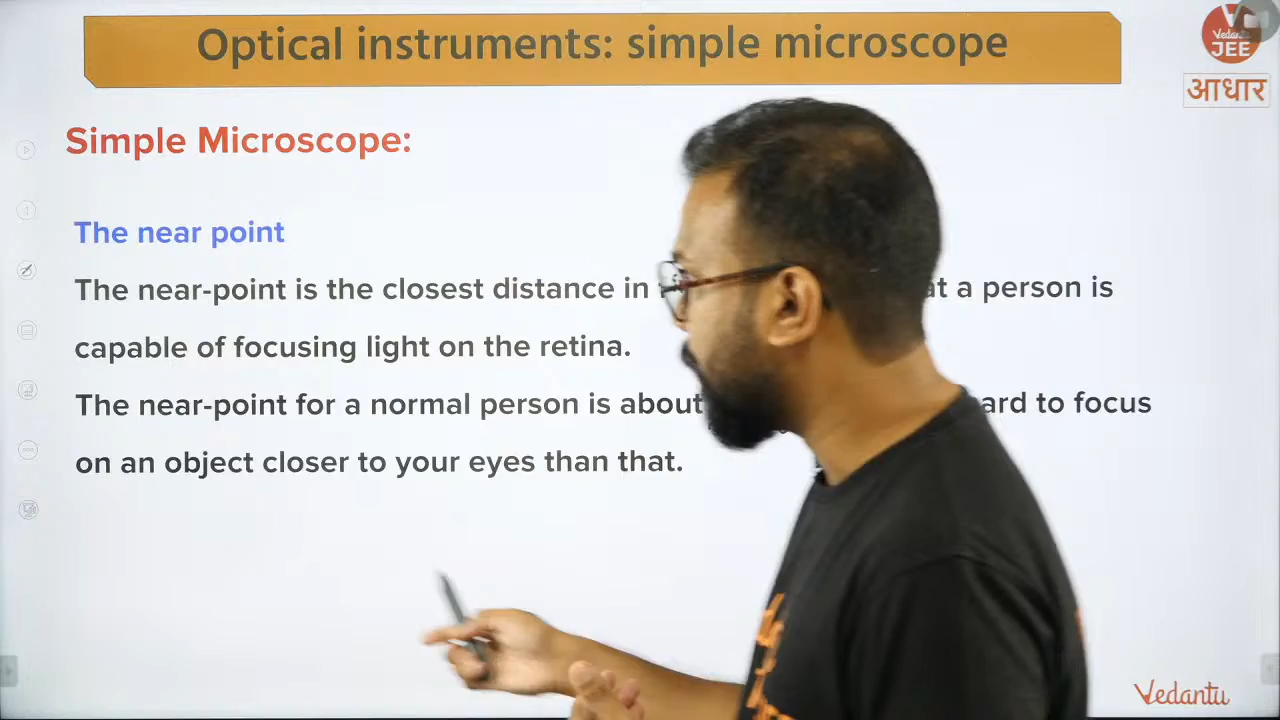 Optical instruments: simple microscope
Vedantu
JEE
आधार
Simple Microscope:
The near point
The near-point is the closest distance in at a person is
capable of focusing light on the retina.
The near-point for a normal person is about ard to focus
on an object closer to your eyes than that.
Vedantu